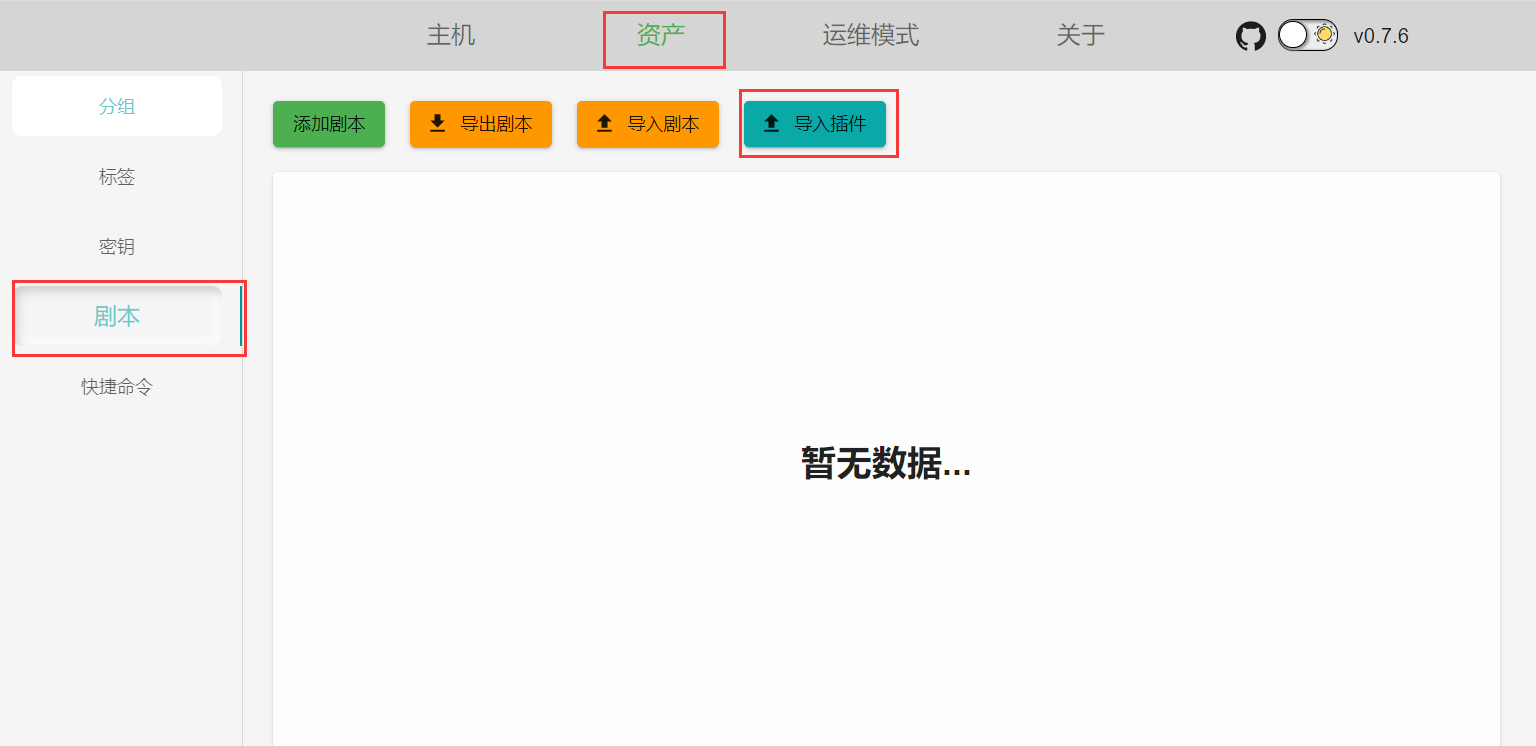 主机
资产
运维模式
关于
v0.7.6
分组
标签
密钥
剧本
快捷命令
添加剧本
导出剧本
导入剧本
导入插件
暂无数据...